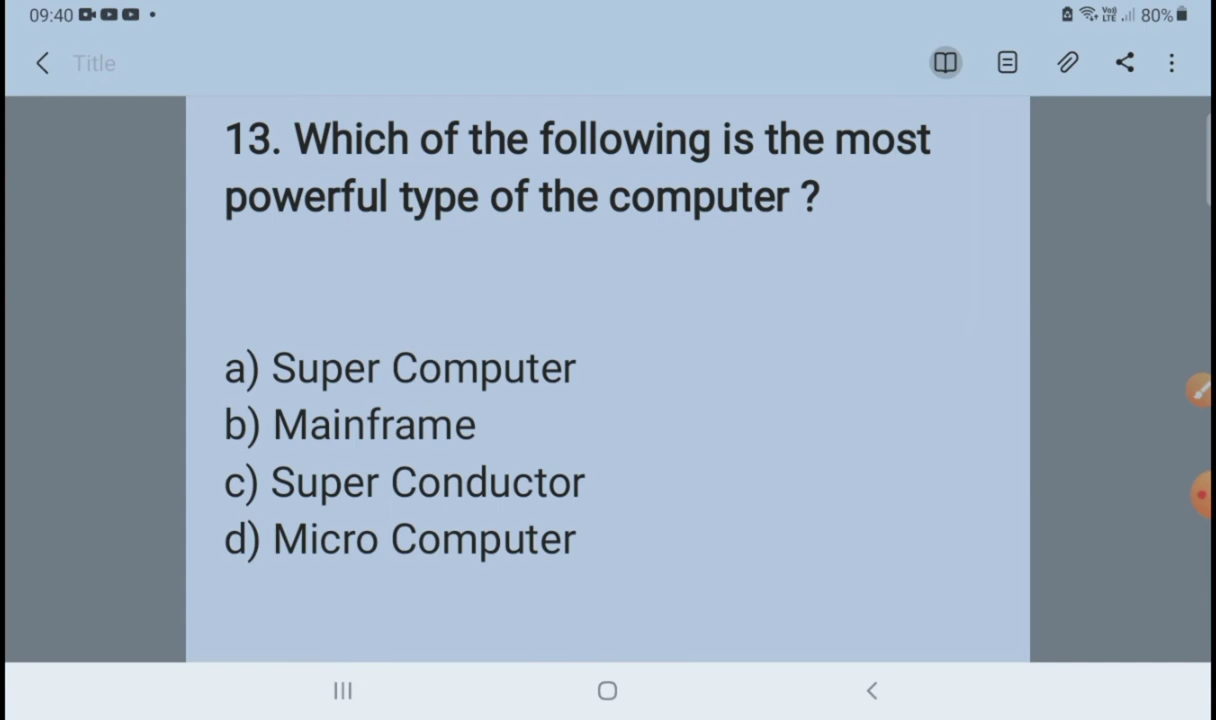 09:40 80%
Title
13. Which of the following is the most
powerful type of the computer ?
a) Super Computer
b) Mainframe
c) Super Conductor
d) Micro Computer